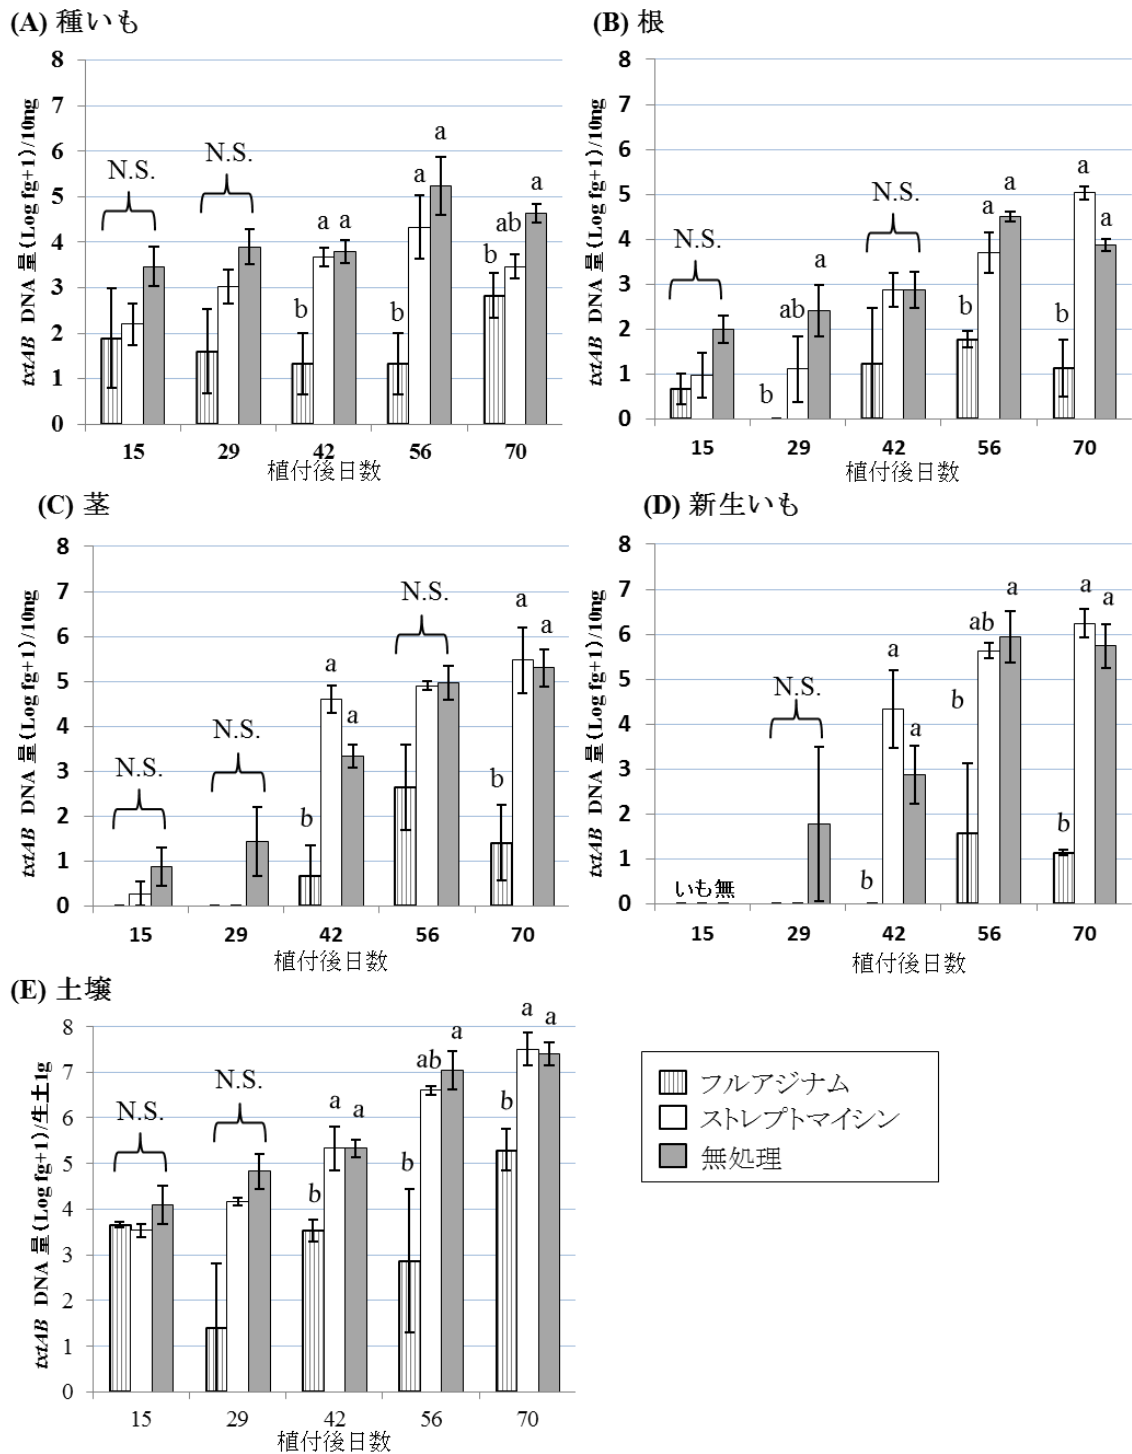 (A) 種いも
txtAB DNA 量(Log fg+1)/10ng
8
7
6
5
4
3
2
1
0
N.S.
N.S.
b
a
a
b
a
a
b
ab
a
15 29 42 56 70
植付後日数
(B) 根
txtAB DNA 量(Log fg+1)/10ng
8
7
6
5
4
3
2
1
0
N.S.
b
ab
a
N.S.
b
a
a
b
a
a
15 29 42 56 70
植付後日数
(C) 茎
txtAB DNA 量(Log fg+1)/10ng
8
7
6
5
4
3
2
1
0
N.S.
N.S.
b
a
a
N.S.
b
a
a
15 29 42 56 70
植付後日数
(D) 新生いも
txtAB DNA 量(Log fg+1)/10ng
8
7
6
5
4
3
2
1
0
いも無
N.S.
b
a
a
b
ab
a
b
a
a
15 29 42 56 70
植付後日数
(E) 土壌
txtAB DNA 量(Log fg+1)/生土1g
8
7
6
5
4
3
2
1
0
N.S.
N.S.
b
a
a
b
ab
a
b
a
a
15 29 42 56 70
植付後日数
フルアジナム
ストレプトマイシン
無処理